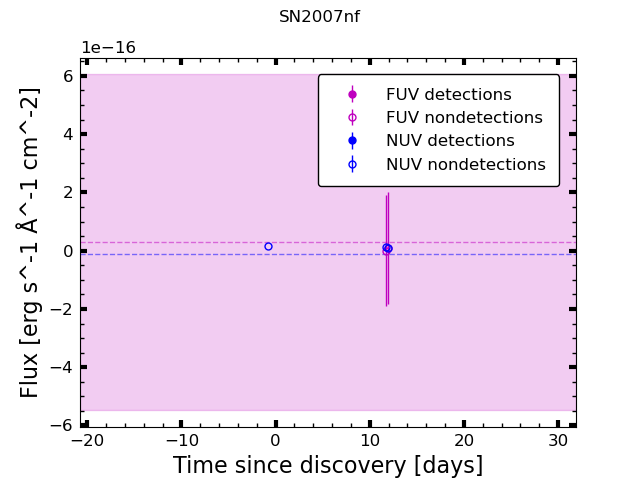 SN2007nf
1e−16
6
4
2
0
−2
−4
−6
−20
−10
0
10
20
30
FUV detections
FUV nondetections
NUV detections
NUV nondetections
Flux [erg s^-1 Å^-1 cm^-2]
Time since discovery [days]